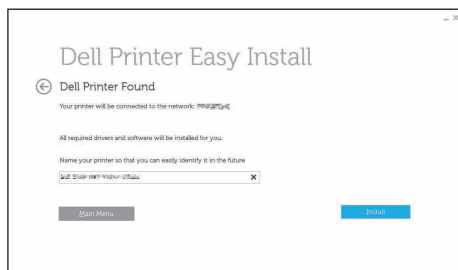 Dell Printer Easy Install
Dell Printer Found
Your printer will be connected to the network:
All required drivers and software will be installed for you.
Name your printer so that you can easily identify it in the future
Main Menu
Install